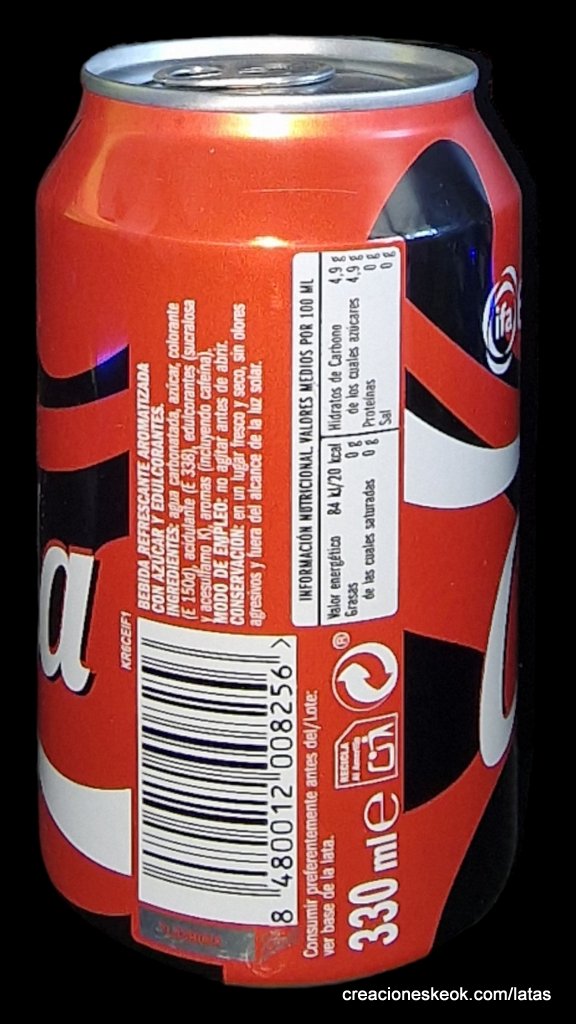 BEBIDA REFRESCANTE AROMATIZADA
CON AZÚCAR Y EDULCORANTES.
INGREDIENTES: agua carbonatada, azúcar, colorante
(E 150d), acidulante (E 338), edulcorantes (sucralosa
y acesulfamo K), aromas (incluyendo cafeína).
MODO DE EMPLEO: no agitar antes de abrir.
CONSERVACIÓN: en un lugar fresco y seco, sin olores
agresivos y fuera del alcance de la luz solar.
INFORMACIÓN NUTRICIONAL. VALORES MEDIOS POR 100 ML
Valor energético 84 kJ/20 kcal
Grasas 0 g
de las cuales saturadas 0 g
Hidratos de Carbono 4,9 g
de los cuales azúcares 4,9 g
Proteínas 0 g
Sal 0 g
KR6CEIF1
8 480012 008256 >
Consumir preferentemente antes del/Lote:
ver base de la lata.
330 ml e
RECICLA
Al Amarillo
®
ifa
a
creacioneskeok.com/latas